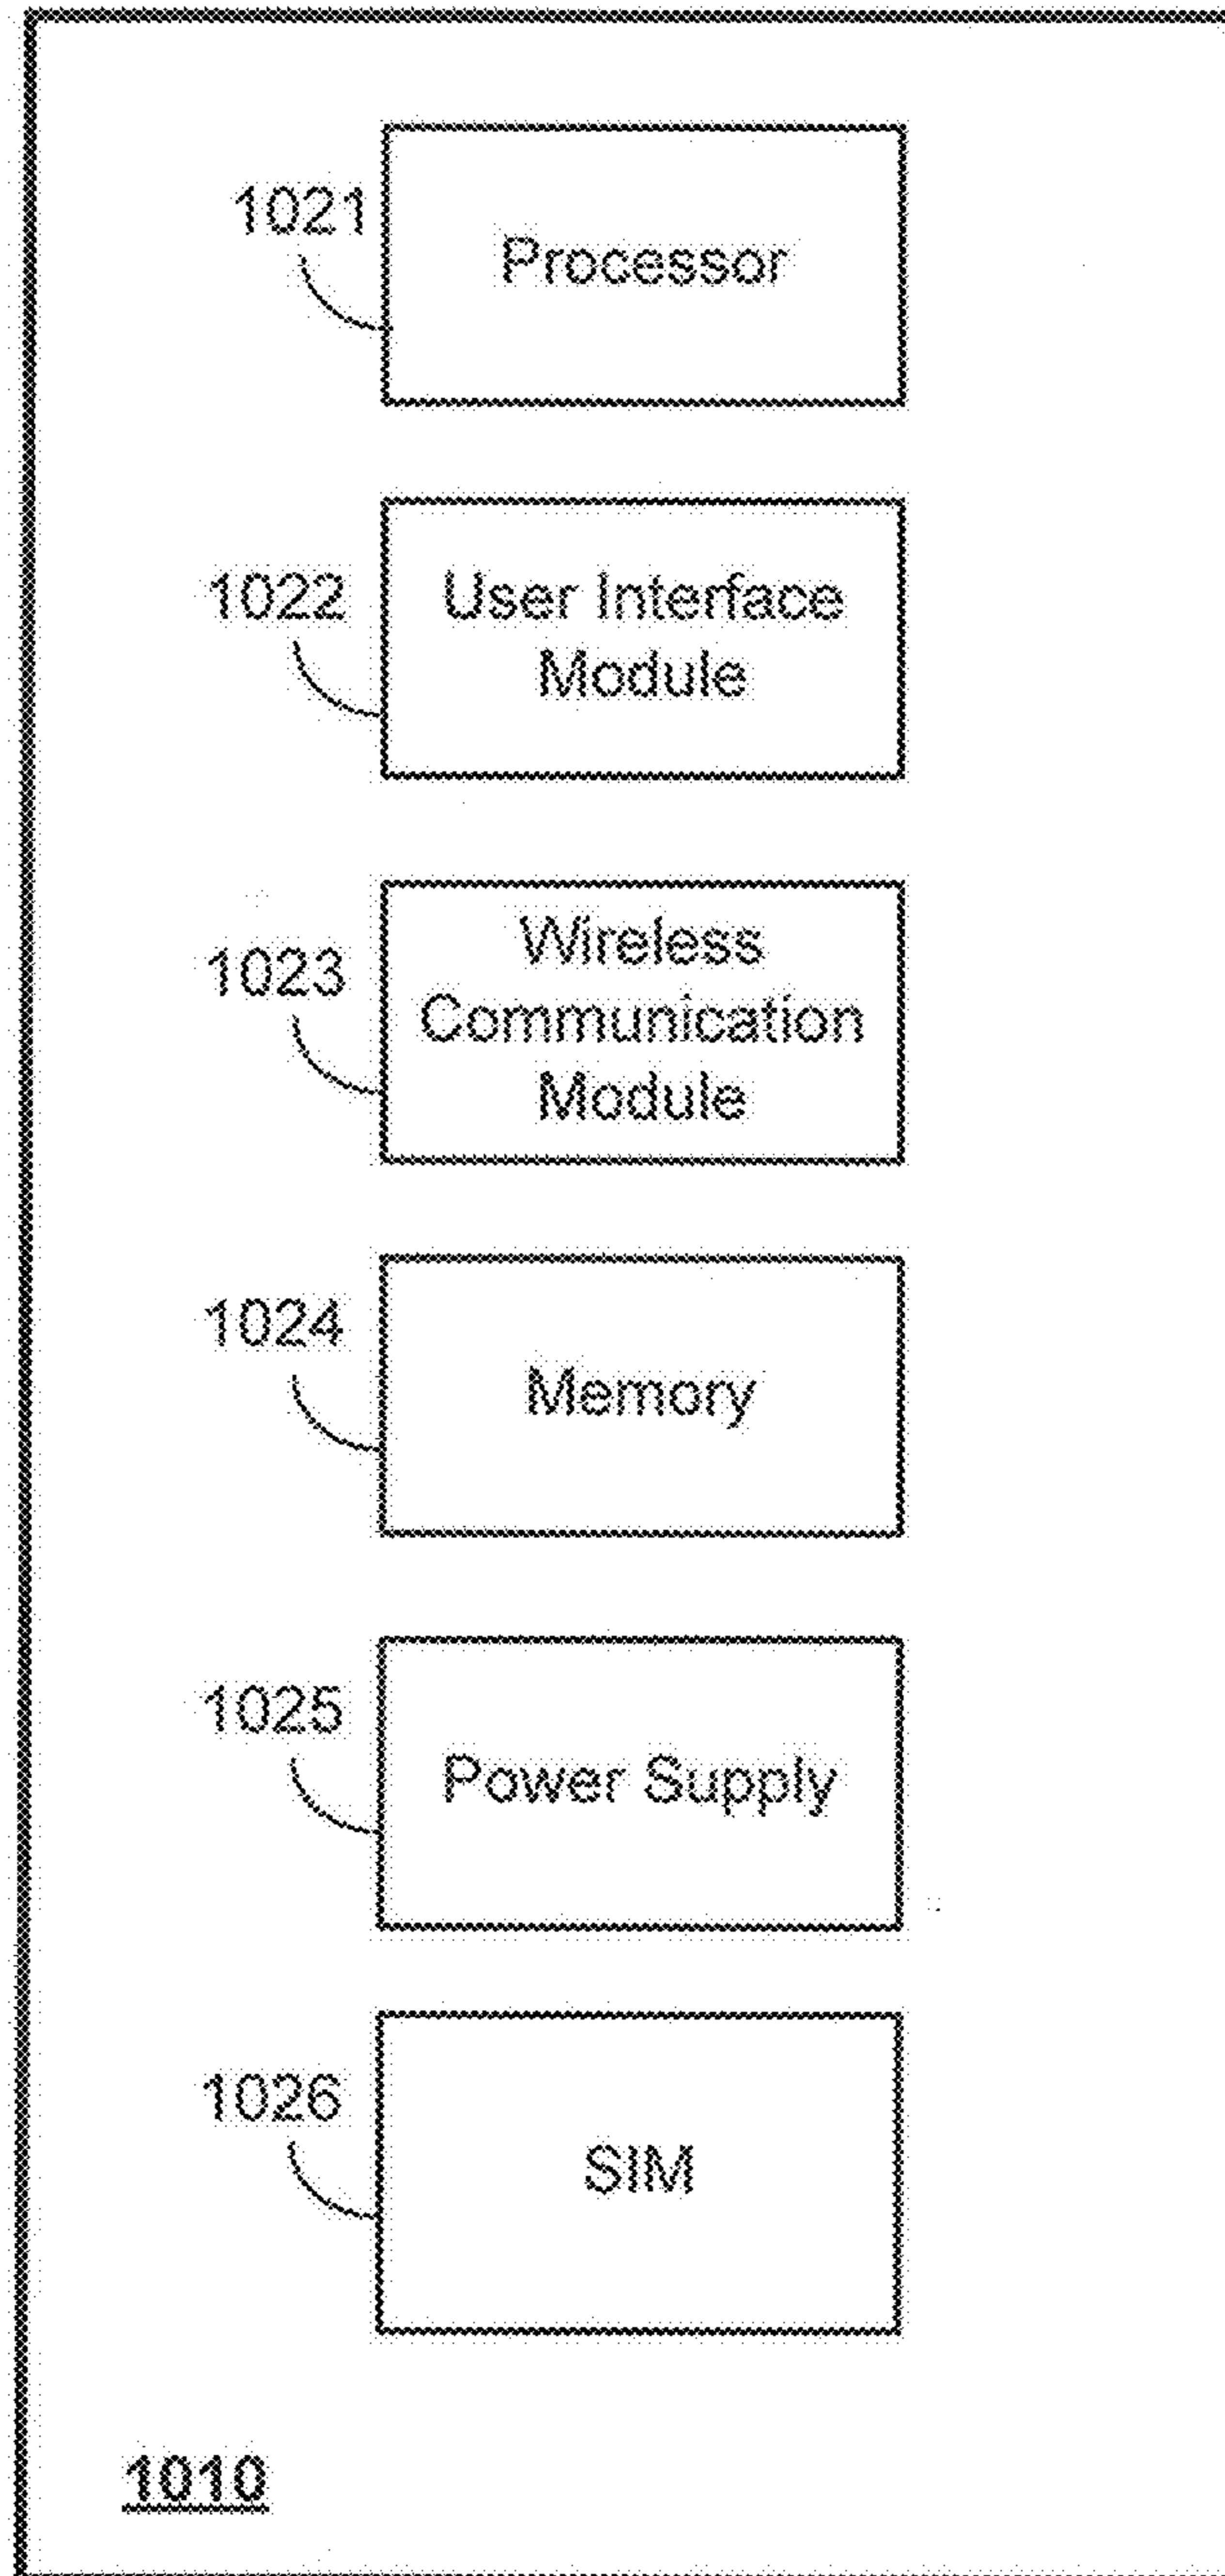 1021
Processor
1022
User Interface
Module
1023
Wireless
Communication
Module
1024
Memory
1025
Power Supply
1026
SIM
1010